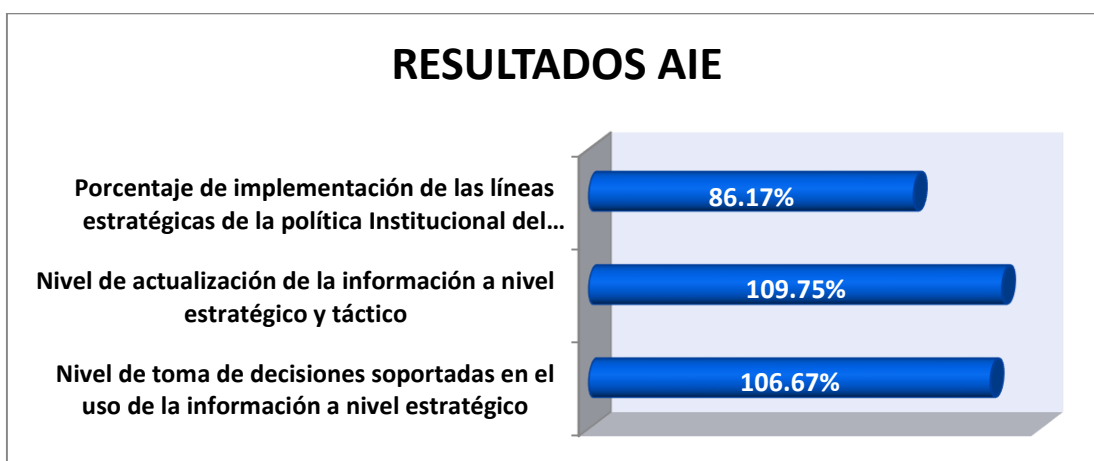 RESULTADOS AIE
Porcentaje de implementación de las líneas
estratégicas de la política Institucional del…
86.17%
Nivel de actualización de la información a nivel
estratégico y táctico
109.75%
Nivel de toma de decisiones soportadas en el
uso de la información a nivel estratégico
106.67%